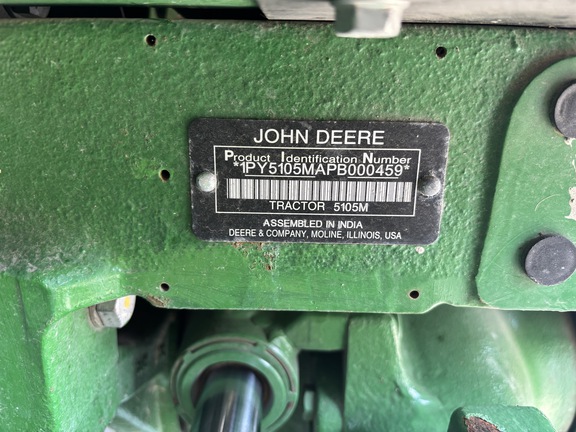 JOHN DEERE
Product Identification Number
*1PY5105MAPB000459*
TRACTOR 5105M
ASSEMBLED IN INDIA
DEERE & COMPANY, MOLINE, ILLINOIS, USA